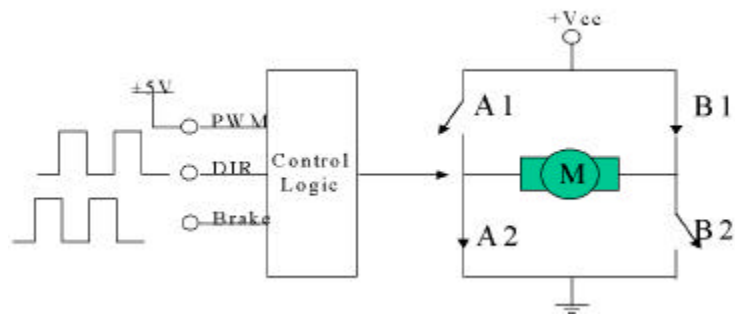 +Vcc
+5V
PWM
DIR
Brake
Control
Logic
A1
B1
M
A2
B2